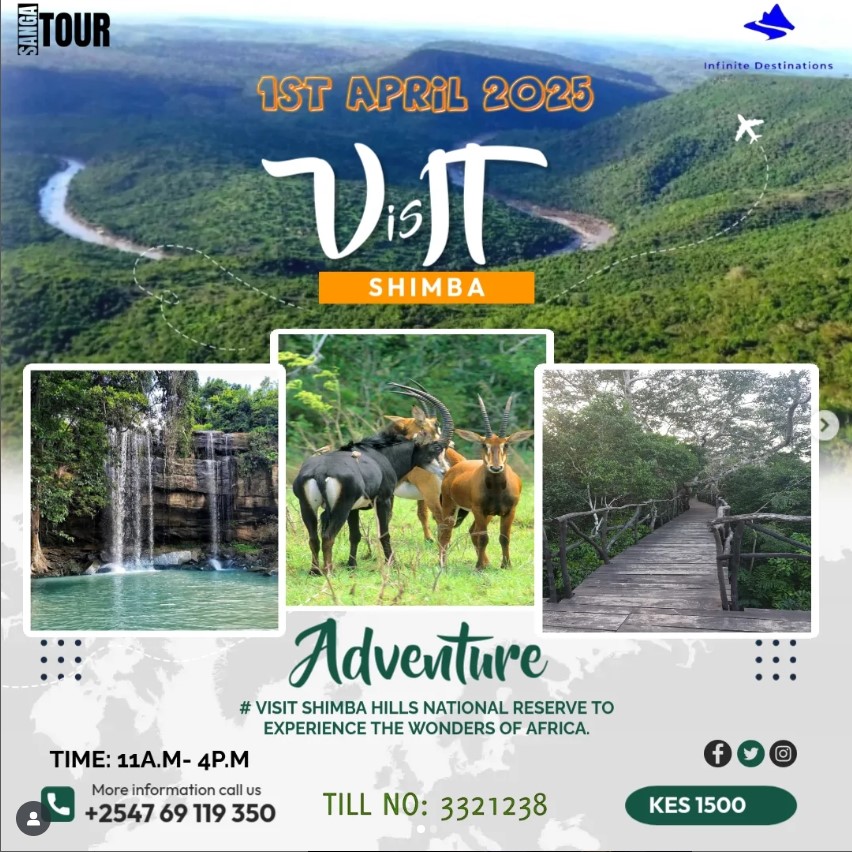 SANGA TOUR
Infinite Destinations
1ST APRIL 2025
VisIT
SHIMBA
Adventure
# VISIT SHIMBA HILLS NATIONAL RESERVE TO
EXPERIENCE THE WONDERS OF AFRICA.
TIME: 11A.M- 4P.M
More information call us
+2547 69 119 350
TILL NO: 3321238
KES 1500